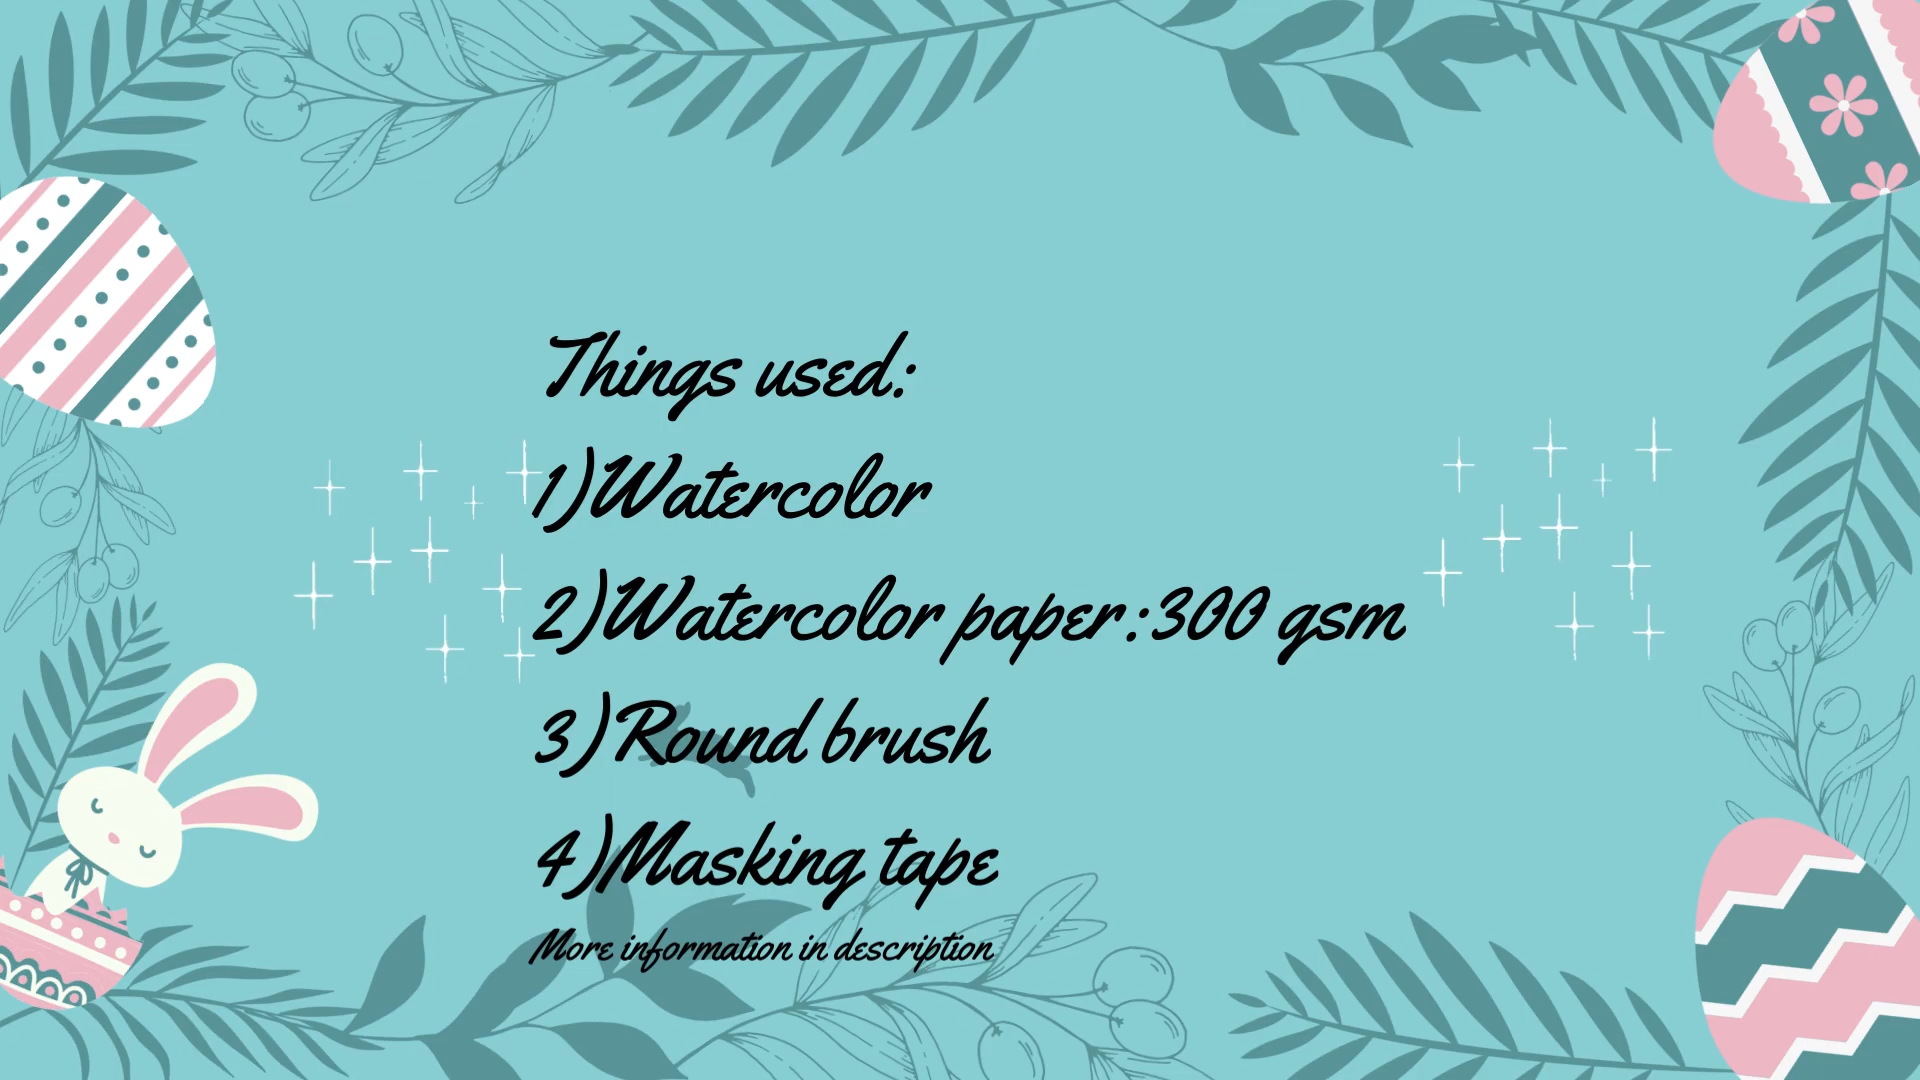 Things used:
1)Watercolor
2)Watercolor paper:300 gsm
3)Round brush
4)Masking tape
More information in description